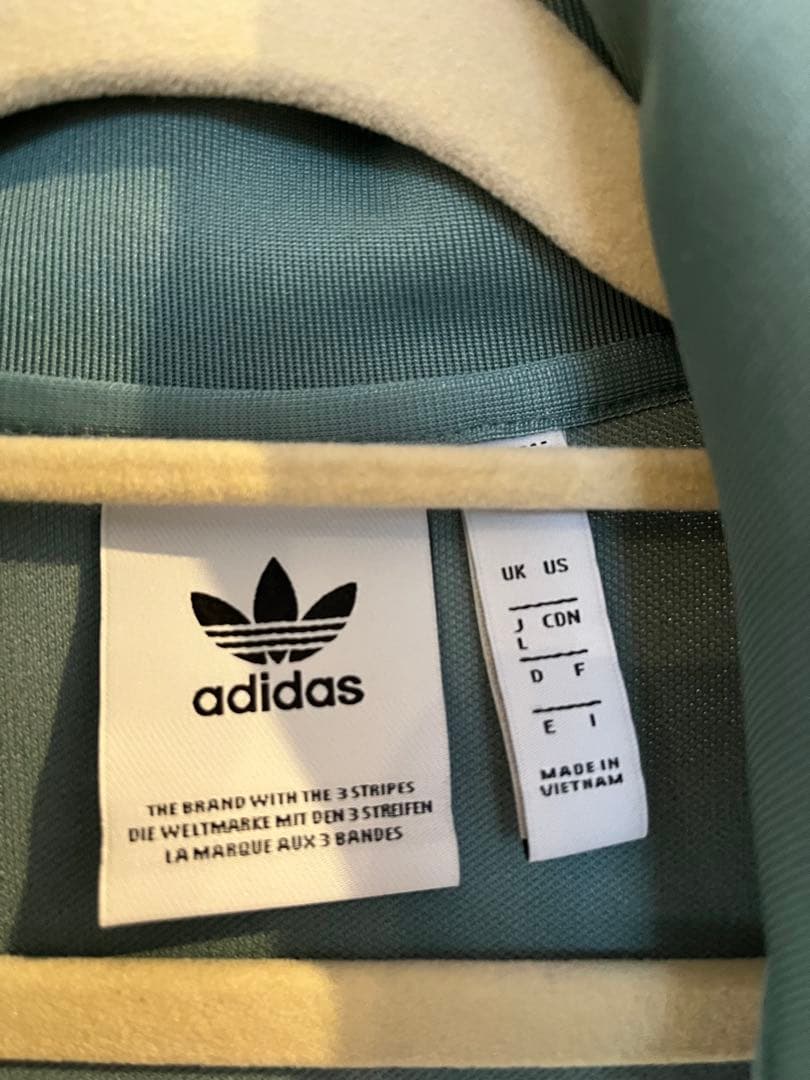 adidas
THE BRAND WITH THE 3 STRIPES
DIE WELTMARKE MIT DEN 3 STREIFEN
LA MARQUE AUX 3 BANDES
UK US
J CDN
L
D F
E I
MADE IN
VIETNAM